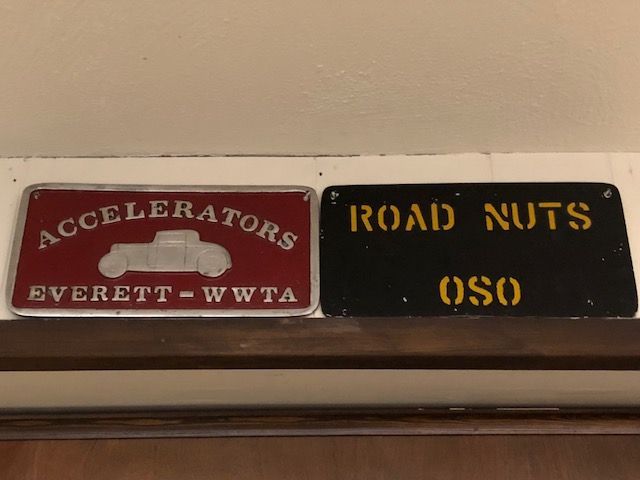 ACCELERATORS
EVERETT - WWTA
ROAD NUTS
OSO